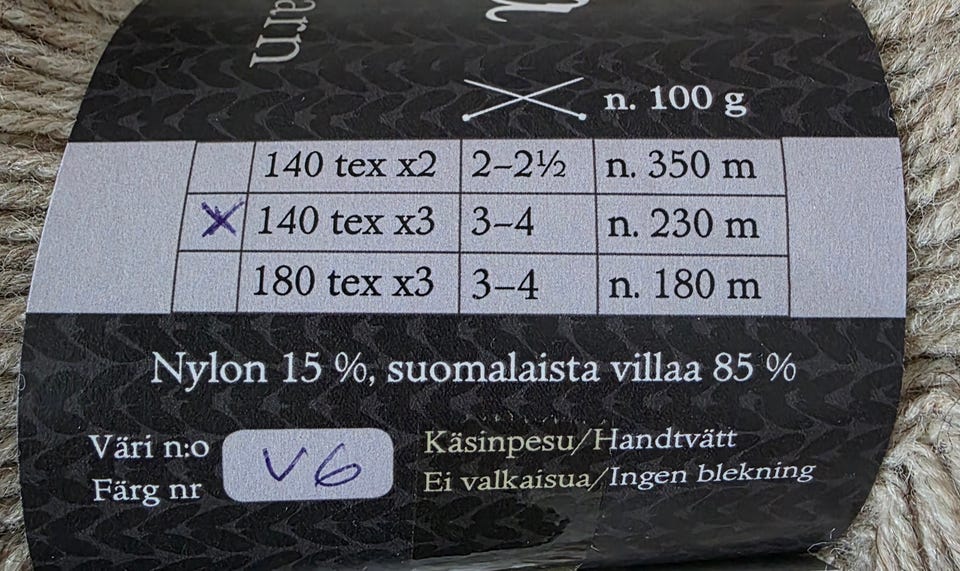 arn
n. 100 g
140 tex x2 2–2½ n. 350 m
X 140 tex x3 3–4 n. 230 m
180 tex x3 3–4 n. 180 m
Nylon 15 %, suomalaista villaa 85 %
Väri n:o
Färg nr
V6
Käsinpesu/Handtvätt
Ei valkaisua/Ingen blekning